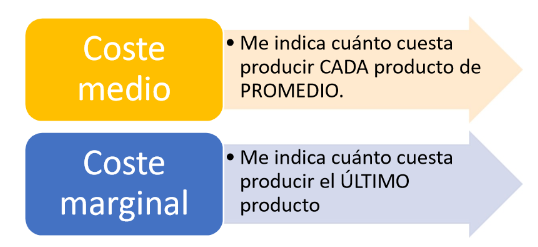 Coste
medio
• Me indica cuánto cuesta
producir CADA producto de
PROMEDIO.
Coste
marginal
• Me indica cuánto cuesta
producir el ÚLTIMO
producto